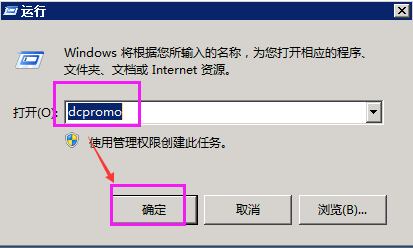 运行
Windows 将根据您所输入的名称，为您打开相应的程序、
文件夹、文档或 Internet 资源。
打开(O): dcpromo
使用管理权限创建此任务。
确定 取消 浏览(B)...